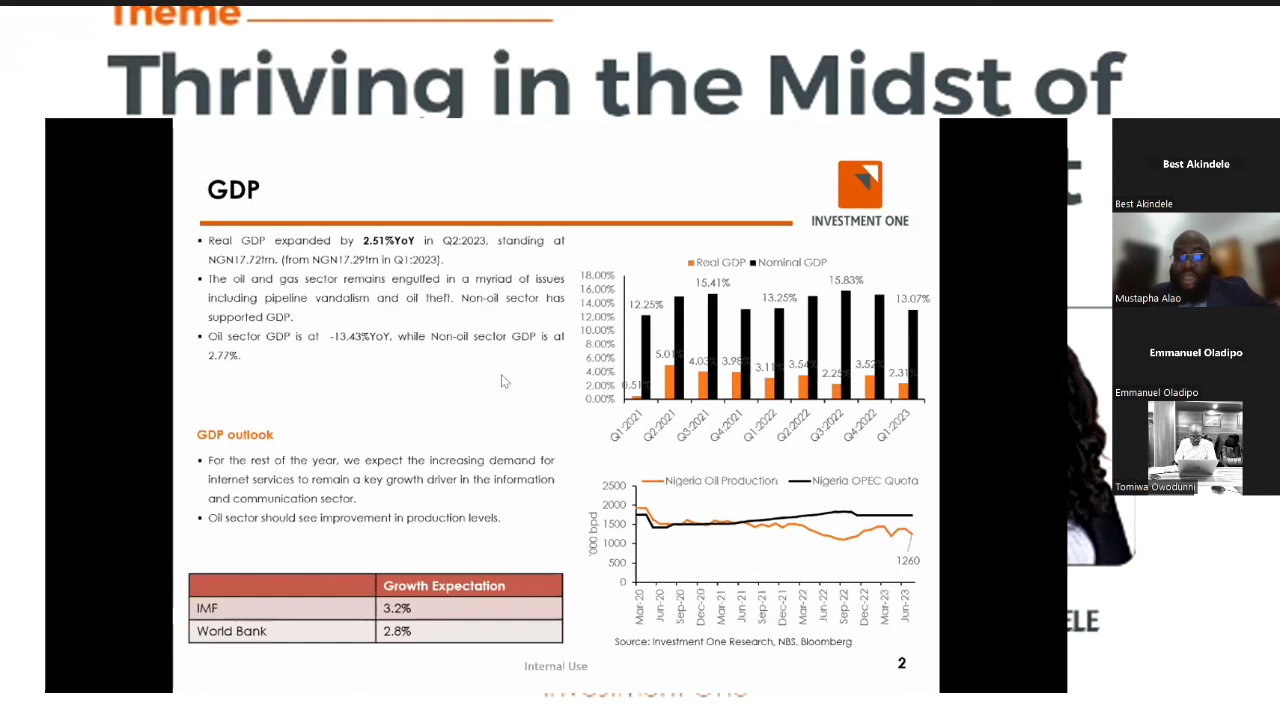 Theme
Thriving in the Midst of
GDP
INVESTMENT ONE
▪ Real GDP expanded by 2.51%YoY in Q2:2023, standing at
NGN17.72trn. (from NGN17.29trn in Q1:2023).
▪ The oil and gas sector remains engulfed in a myriad of issues
including pipeline vandalism and oil theft. Non-oil sector has
supported GDP.
▪ Oil sector GDP is at -13.43%YoY, while Non-oil sector GDP is at
2.77%.
GDP outlook
▪ For the rest of the year, we expect the increasing demand for
internet services to remain a key growth driver in the information
and communication sector.
▪ Oil sector should see improvement in production levels.
Growth Expectation
IMF 3.2%
World Bank 2.8%
Real GDP Nominal GDP
18.00%
16.00%
14.00%
12.00%
10.00%
8.00%
6.00%
4.00%
2.00%
0.00%
12.25% 15.41% 13.25% 15.83% 13.07%
0.51% 5.01% 4.03% 3.98% 3.11% 3.54% 2.25% 3.52% 2.31%
Q1:2021 Q2:2021 Q3:2021 Q4:2021 Q1:2022 Q2:2022 Q3:2022 Q4:2022 Q1:2023
Nigeria Oil Production Nigeria OPEC Quota
'000 bpd
2500
2000
1500
1000
500
0
1260
Mar-20 Jun-20 Sep-20 Dec-20 Mar-21 Jun-21 Sep-21 Dec-21 Mar-22 Jun-22 Sep-22 Dec-22 Mar-23 Jun-23
Source: Investment One Research, NBS, Bloomberg
Internal Use
2
Best Akindele
Best Akindele
Mustapha Alao
Emmanuel Oladipo
Emmanuel Oladipo
Tomiwa Owodunni
ELE